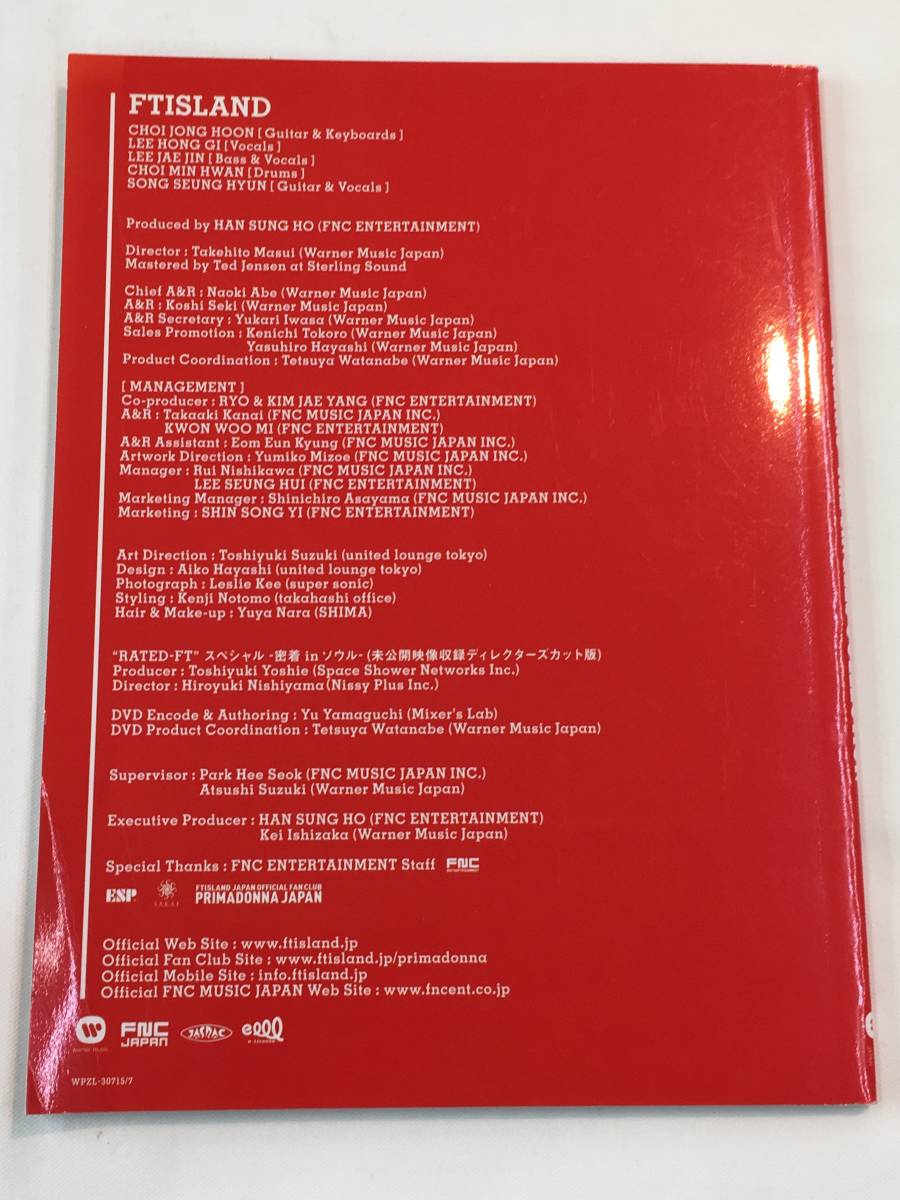 FTISLAND
CHOI JONG HOON [ Guitar & Keyboards ]
LEE HONG GI [ Vocals ]
LEE JAE JIN [ Bass & Vocals ]
CHOI MIN HWAN [ Drums ]
SONG SEUNG HYUN [ Guitar & Vocals ]
Produced by HAN SUNG HO (FNC ENTERTAINMENT)
Director : Takehito Masui (Warner Music Japan)
Mastered by Ted Jensen at Sterling Sound
Chief A&R : Naoki Abe (Warner Music Japan)
A&R : Koshi Seki (Warner Music Japan)
A&R Secretary : Yukari Iwasa (Warner Music Japan)
Sales Promotion : Kenichi Tokoro (Warner Music Japan)
Yasuhiro Hayashi (Warner Music Japan)
Product Coordination : Tetsuya Watanabe (Warner Music Japan)
[ MANAGEMENT ]
Co-producer : RYO & KIM JAE YANG (FNC ENTERTAINMENT)
A&R : Takaaki Kanai (FNC MUSIC JAPAN INC.)
KWON WOO MI (FNC ENTERTAINMENT)
A&R Assistant : Eom Eun Kyung (FNC MUSIC JAPAN INC.)
Artwork Direction : Yumiko Mizoe (FNC MUSIC JAPAN INC.)
Manager : Rui Nishikawa (FNC MUSIC JAPAN INC.)
LEE SEUNG HUI (FNC ENTERTAINMENT)
Marketing Manager : Shinichiro Asayama (FNC MUSIC JAPAN INC.)
Marketing : SHIN SONG YI (FNC ENTERTAINMENT)
Art Direction : Toshiyuki Suzuki (united lounge tokyo)
Design : Aiko Hayashi (united lounge tokyo)
Photograph : Leslie Kee (super sonic)
Styling : Kenji Notomo (takahashi office)
Hair & Make-up : Yuya Nara (SHIMA)
"RATED-FT" スペシャル -密着 in ソウル- (未公開映像収録ディレクターズカット版)
Producer : Toshiyuki Yoshie (Space Shower Networks Inc.)
Director : Hiroyuki Nishiyama (Nissy Plus Inc.)
DVD Encode & Authoring : Yu Yamaguchi (Mixer's Lab)
DVD Product Coordination : Tetsuya Watanabe (Warner Music Japan)
Supervisor : Park Hee Seok (FNC MUSIC JAPAN INC.)
Atsushi Suzuki (Warner Music Japan)
Executive Producer : HAN SUNG HO (FNC ENTERTAINMENT)
Kei Ishizaka (Warner Music Japan)
Special Thanks : FNC ENTERTAINMENT Staff FNC ENTERTAINMENT
ESP. SAKAE FTISLAND JAPAN OFFICIAL FAN CLUB
PRIMADONNA JAPAN
Official Web Site : www.ftisland.jp
Official Fan Club Site : www.ftisland.jp/primadonna
Official Mobile Site : info.ftisland.jp
Official FNC MUSIC JAPAN Web Site : www.fncent.co.jp
warner music FNC JAPAN JASRAC e-license
WPZL-30715/7